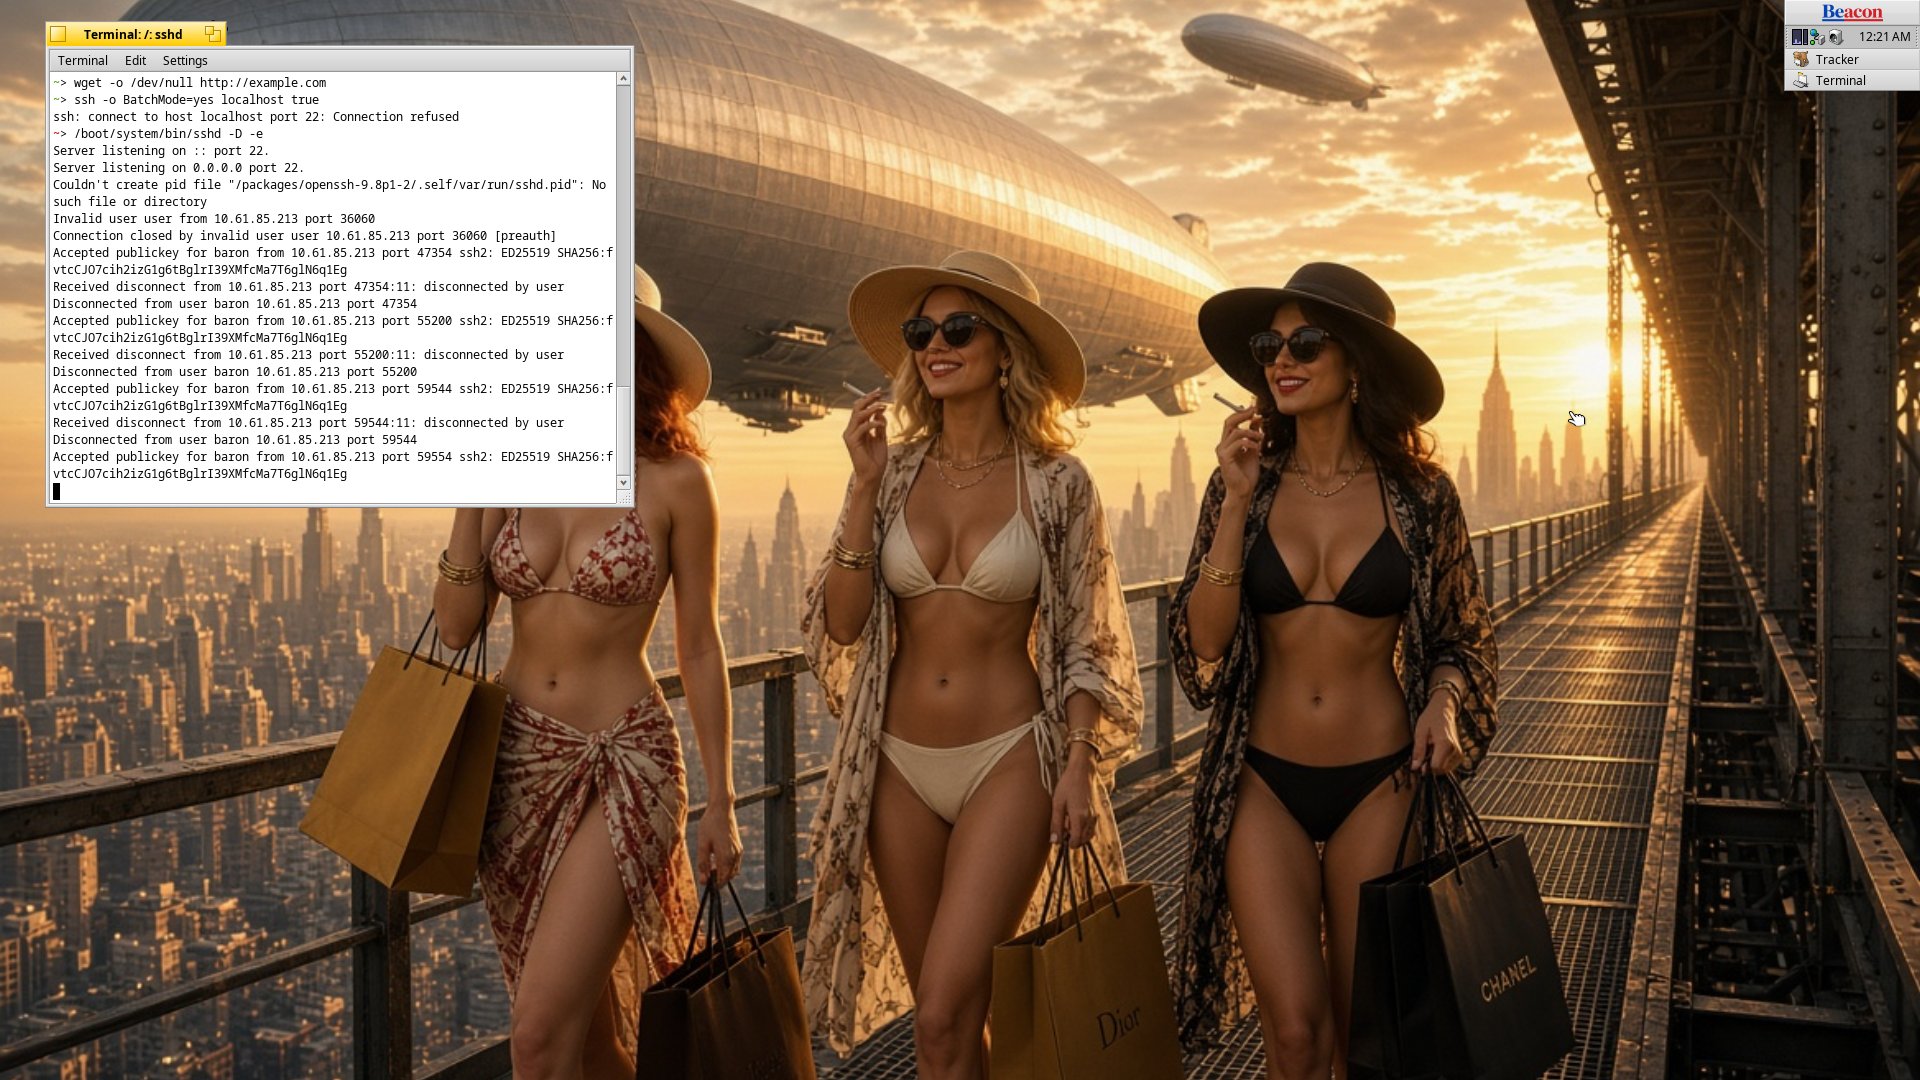 Terminal: /: sshd
Terminal Edit Settings
~> wget -o /dev/null http://example.com
~> ssh -o BatchMode=yes localhost true
ssh: connect to host localhost port 22: Connection refused
~> /boot/system/bin/sshd -D -e
Server listening on :: port 22.
Server listening on 0.0.0.0 port 22.
Couldn't create pid file "/packages/openssh-9.8p1-2/.self/var/run/sshd.pid": No
such file or directory
Invalid user user from 10.61.85.213 port 36060
Connection closed by invalid user user 10.61.85.213 port 36060 [preauth]
Accepted publickey for baron from 10.61.85.213 port 47354 ssh2: ED25519 SHA256:f
vtcCJO7cih2izG1g6tBglrI39XMfcMa7T6glN6q1Eg
Received disconnect from 10.61.85.213 port 47354:11: disconnected by user
Disconnected from user baron 10.61.85.213 port 47354
Accepted publickey for baron from 10.61.85.213 port 55200 ssh2: ED25519 SHA256:f
vtcCJO7cih2izG1g6tBglrI39XMfcMa7T6glN6q1Eg
Received disconnect from 10.61.85.213 port 55200:11: disconnected by user
Disconnected from user baron 10.61.85.213 port 55200
Accepted publickey for baron from 10.61.85.213 port 59544 ssh2: ED25519 SHA256:f
vtcCJO7cih2izG1g6tBglrI39XMfcMa7T6glN6q1Eg
Received disconnect from 10.61.85.213 port 59544:11: disconnected by user
Disconnected from user baron 10.61.85.213 port 59544
Accepted publickey for baron from 10.61.85.213 port 59554 ssh2: ED25519 SHA256:f
vtcCJO7cih2izG1g6tBglrI39XMfcMa7T6glN6q1Eg
Beacon
12:21 AM
Tracker
Terminal
Dior
CHANEL